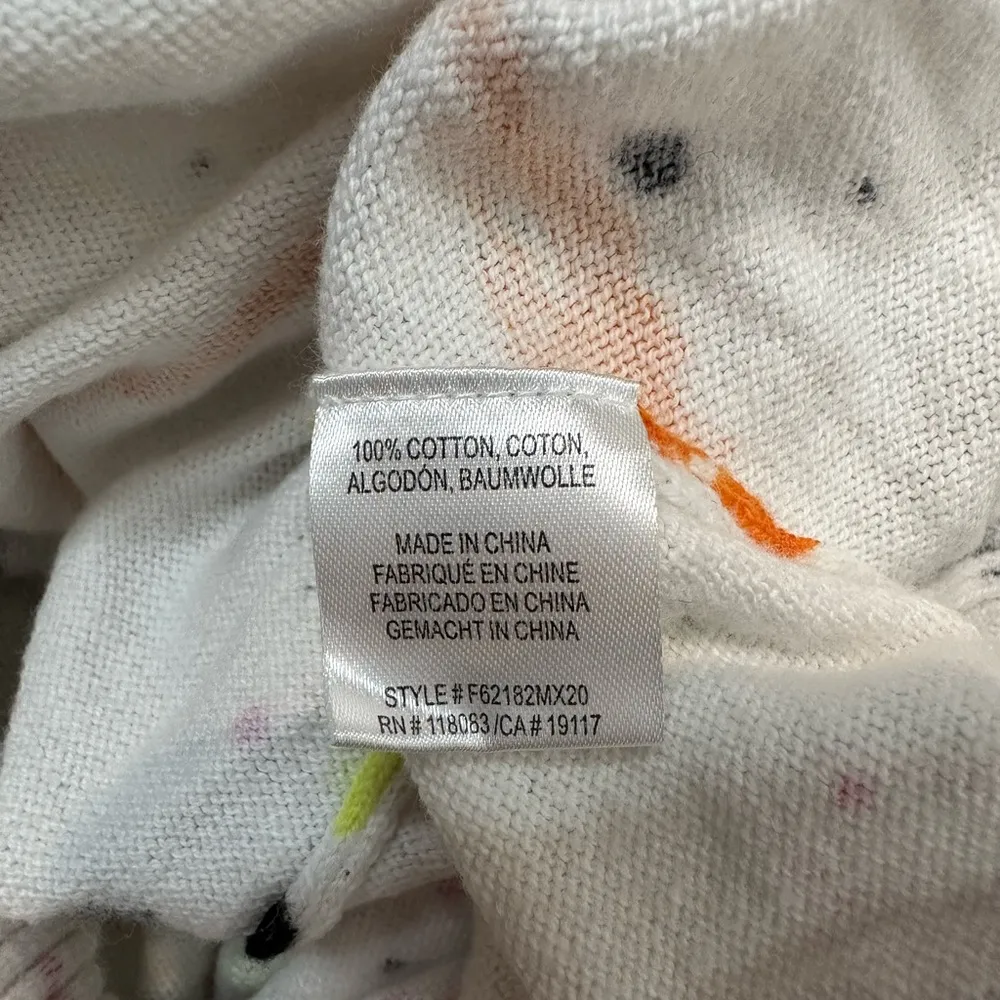 100% COTTON, COTON,
ALGODÓN, BAUMWOLLE
MADE IN CHINA
FABRIQUÉ EN CHINE
FABRICADO EN CHINA
GEMACHT IN CHINA
STYLE # F62182MX20
RN # 118083 /CA # 19117